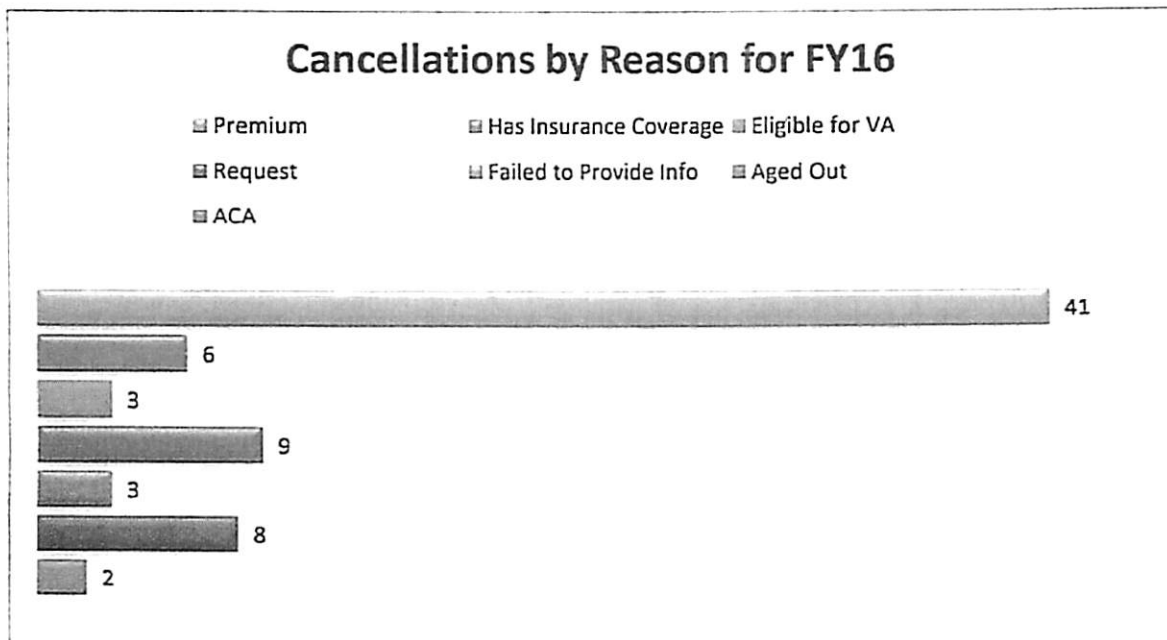 Cancellations by Reason for FY16
Premium Has Insurance Coverage Eligible for VA
Request Failed to Provide Info Aged Out
ACA
41
6
3
9
3
8
2